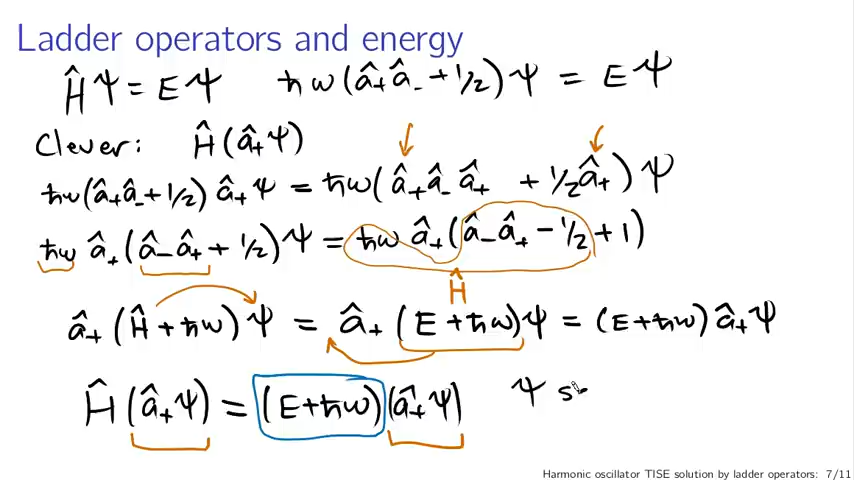 Ladder operators and energy
Ĥψ = Eψ ħω(â₊â₋ + 1/2)ψ = Eψ
Clever: Ĥ(â₊ψ)
ħω(â₊â₋ + 1/2) â₊ψ = ħω(â₊â₋â₊ + 1/2â₊)ψ
ħω â₊(â₋â₊ + 1/2)ψ = ħω â₊(â₋â₊ - 1/2 + 1)
Ĥ
â₊(Ĥ + ħω)ψ = â₊(E + ħω)ψ = (E + ħω)â₊ψ
Ĥ(â₊ψ) = (E + ħω)(â₊ψ) ψ s
Harmonic oscillator TISE solution by ladder operators: 7/11